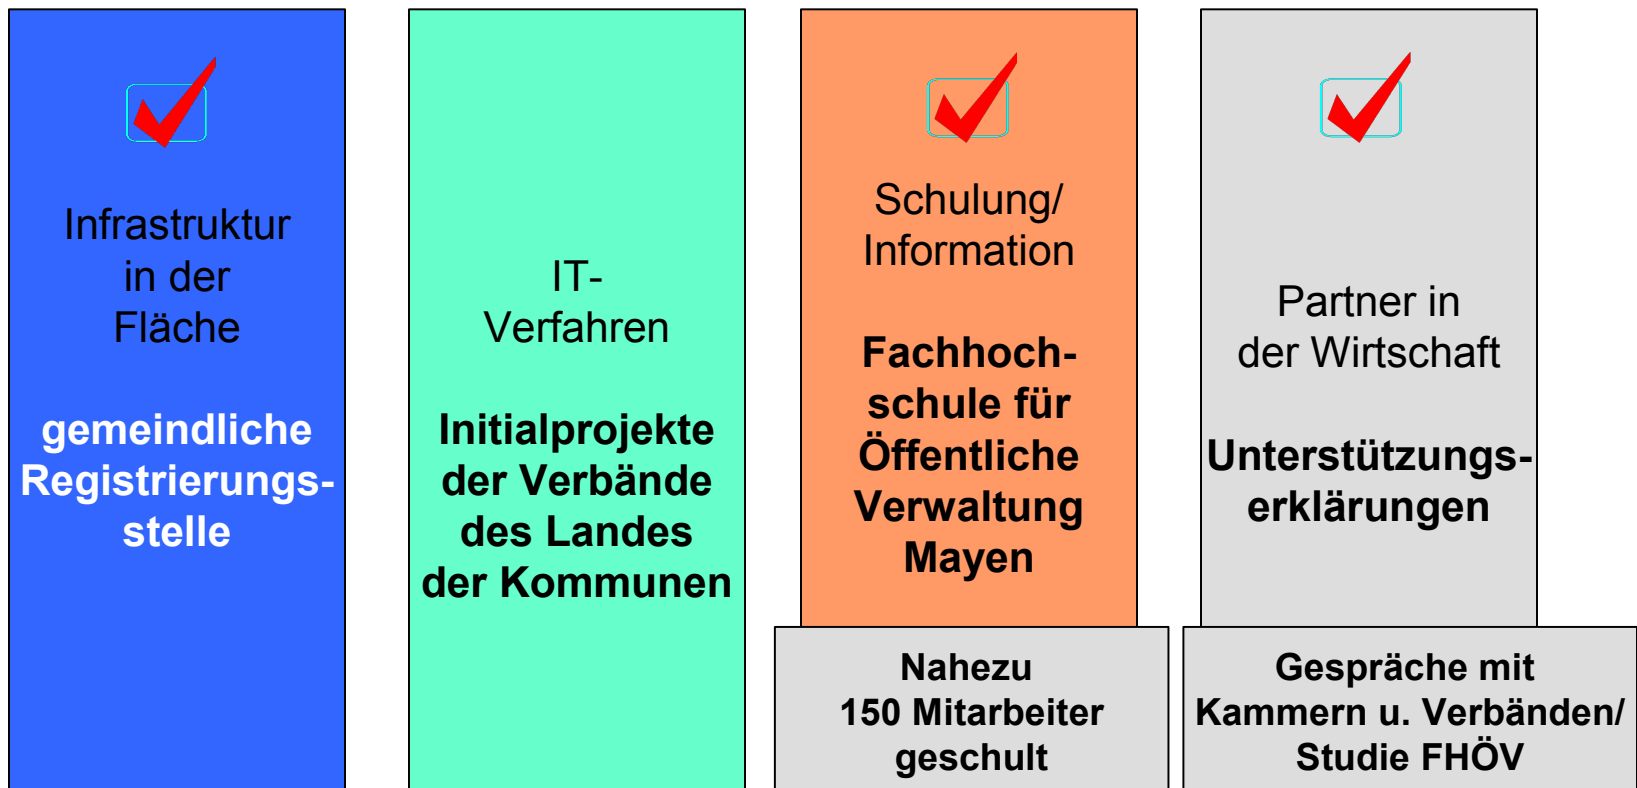 Infrastruktur
in der
Fläche
gemeindliche
Registrierungs-
stelle
IT-
Verfahren
Initialprojekte
der Verbände
des Landes
der Kommunen
Schulung/
Information
Fachhoch-
schule für
Öffentliche
Verwaltung
Mayen
Nahezu
150 Mitarbeiter
geschult
Partner in
der Wirtschaft
Unterstützungs-
erklärungen
Gespräche mit
Kammern u. Verbänden/
Studie FHÖV